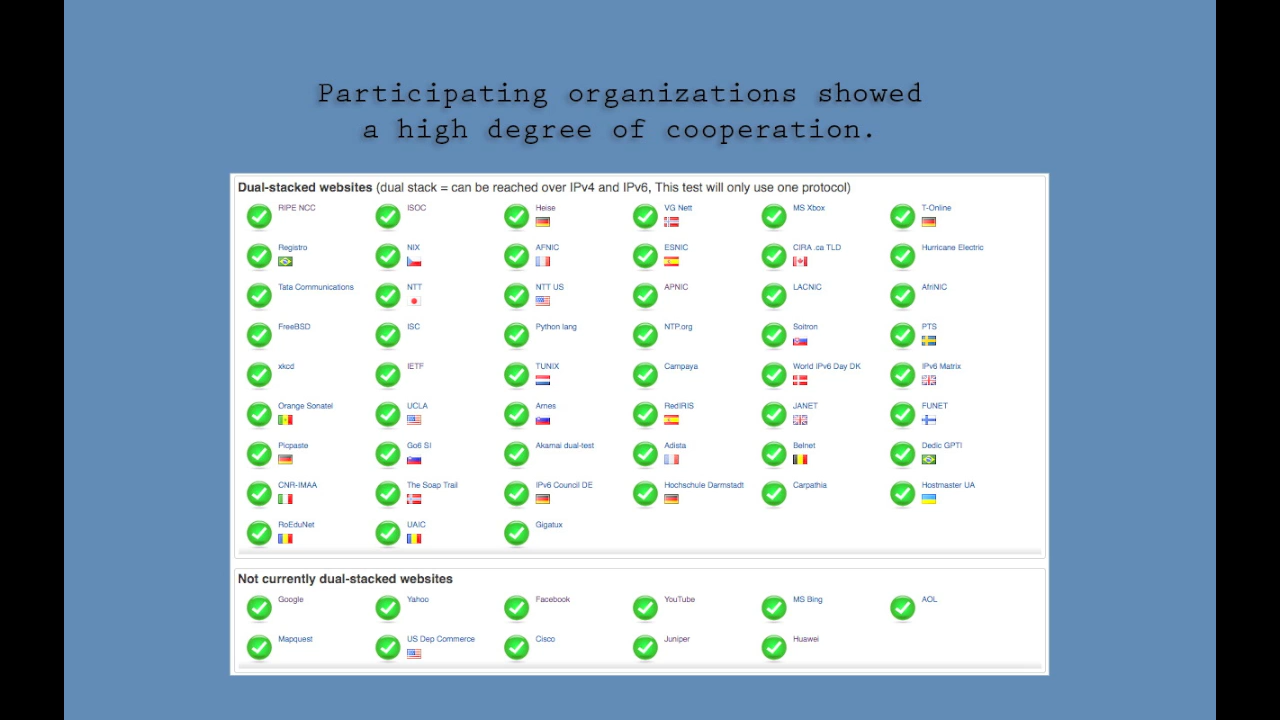 Participating organizations showed
a high degree of cooperation.
Dual-stacked websites (dual stack = can be reached over IPv4 and IPv6, This test will only use one protocol)
RIPE NCC ISOC Heise VG Nett MS Xbox T-Online
Registro NIX AFNIC ESNIC CIRA .ca TLD Hurricane Electric
Tata Communications NTT NTT US APNIC LACNIC AfriNIC
FreeBSD ISC Python lang NTP.org Soitron PTS
xkcd IETF TUNIX Campaya World IPv6 Day DK IPv6 Matrix
Orange Sonatel UCLA Arnes RedIRIS JANET FUNET
Picpaste Go6 SI Akamai dual-test Adista Belnet Dedic GPTI
CNR-IMAA The Soap Trail IPv6 Council DE Hochschule Darmstadt Carpathia Hostmaster UA
RoEduNet UAIC Gigatux
Not currently dual-stacked websites
Google Yahoo Facebook YouTube MS Bing AOL
Mapquest US Dep Commerce Cisco Juniper Huawei